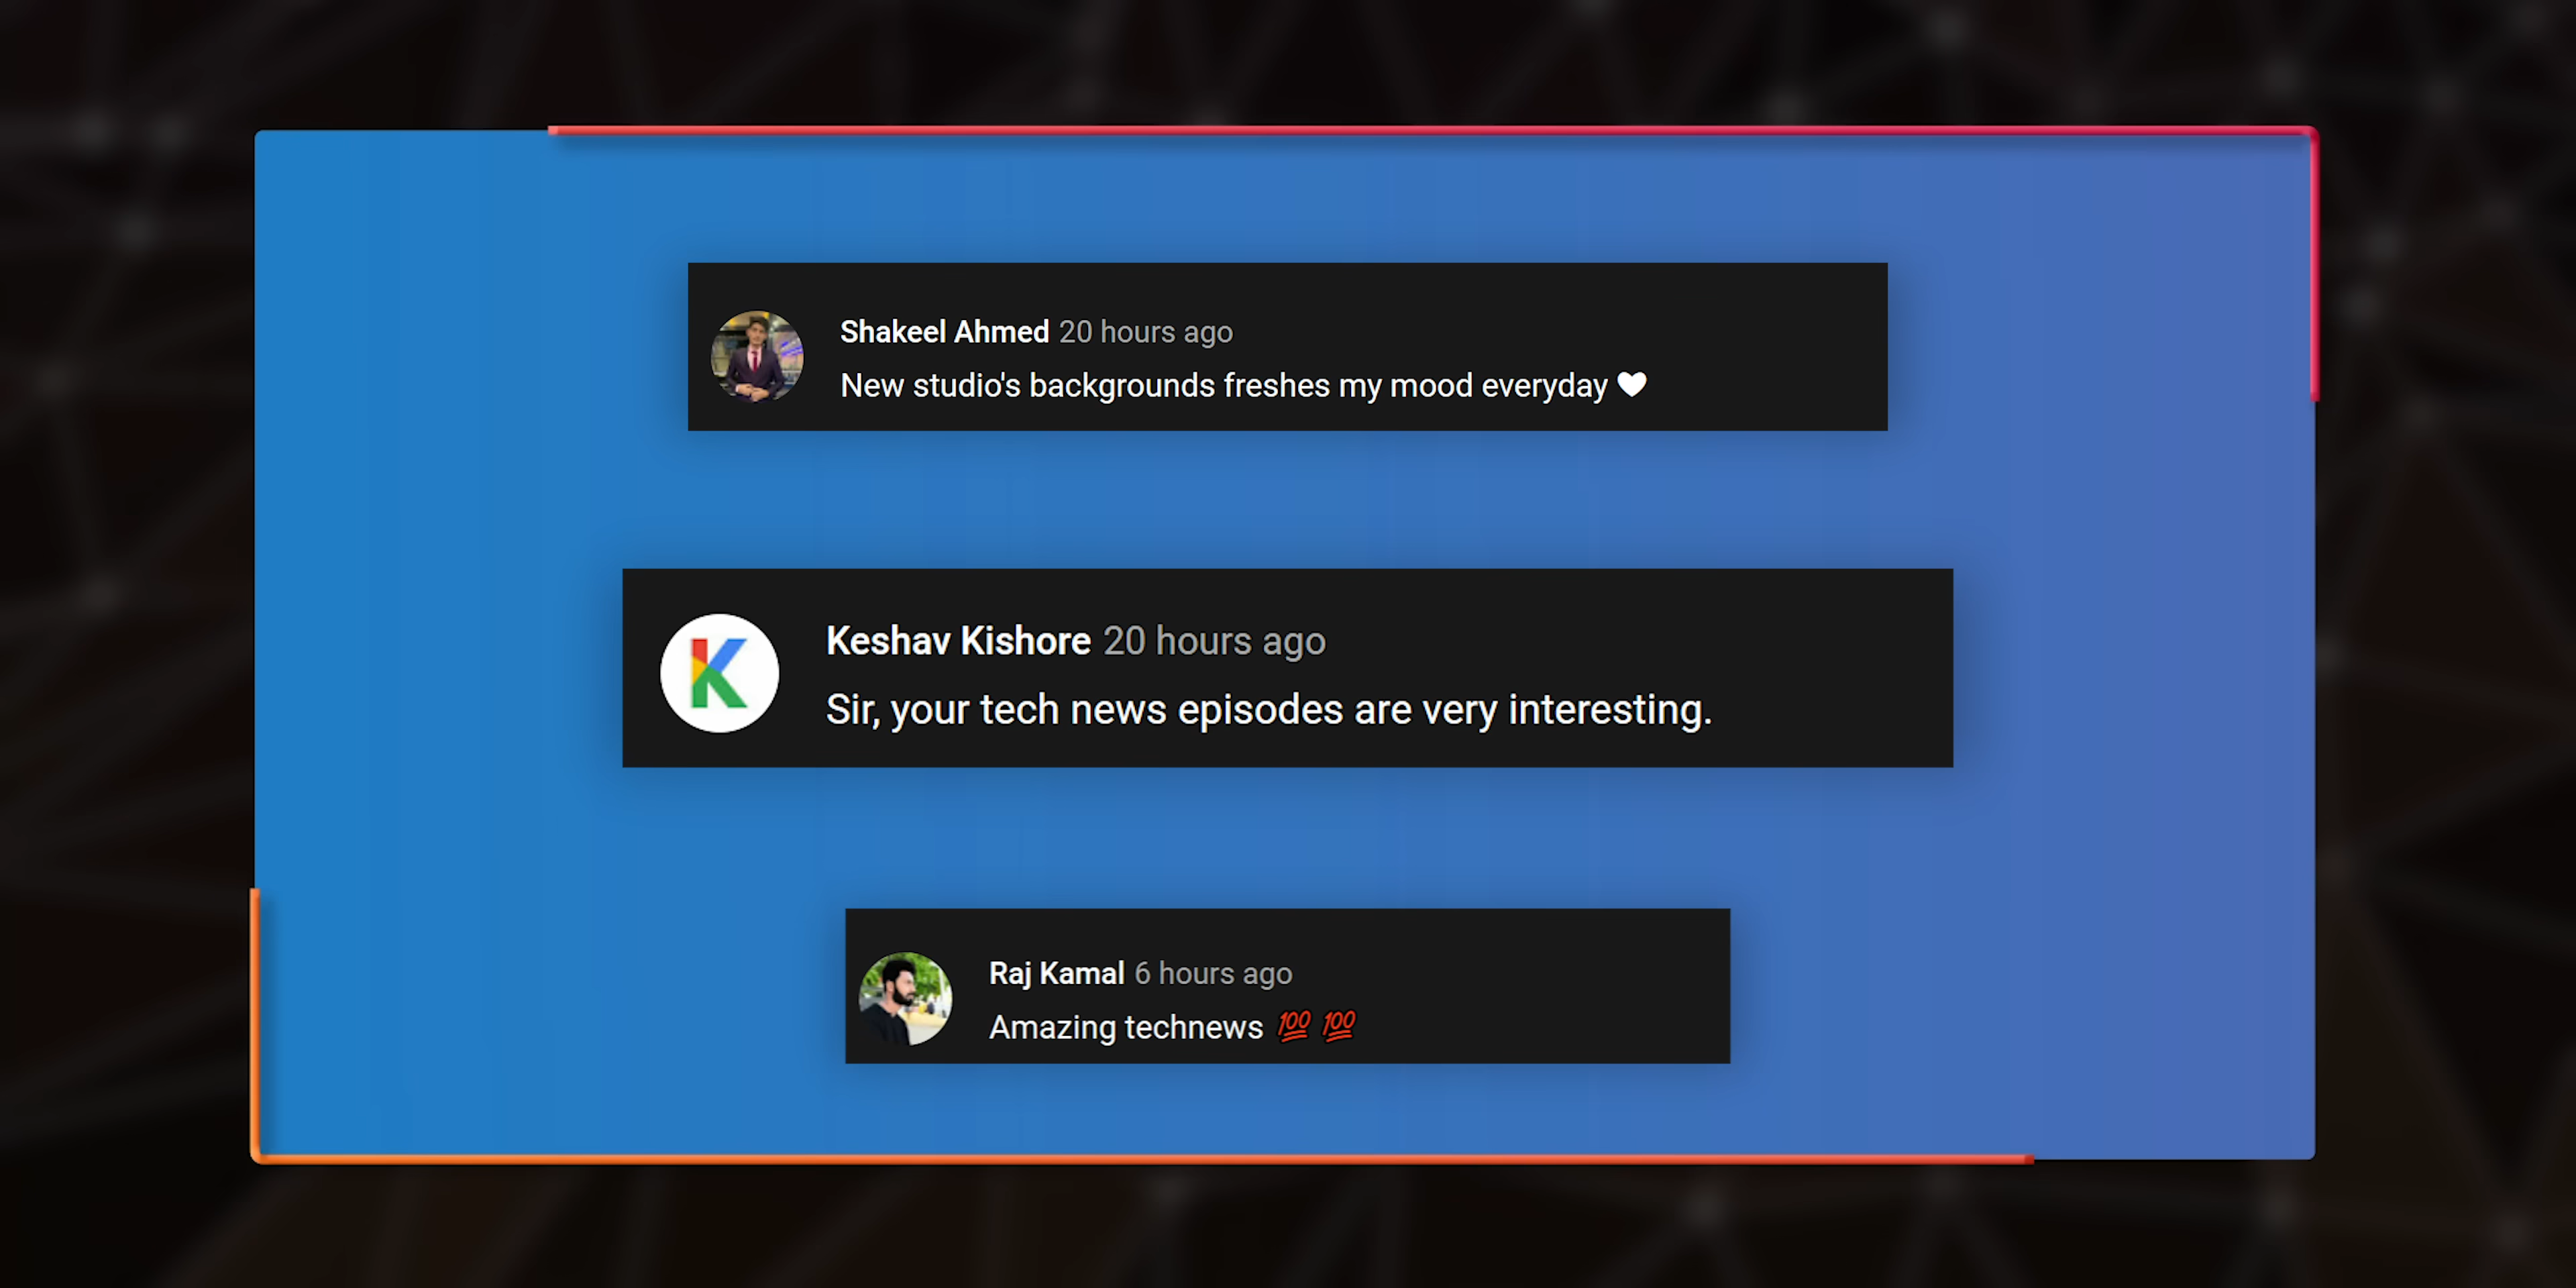 Shakeel Ahmed 20 hours ago
New studio's backgrounds freshes my mood everyday 🤍
K
Keshav Kishore 20 hours ago
Sir, your tech news episodes are very interesting.
Raj Kamal 6 hours ago
Amazing technews 💯 💯